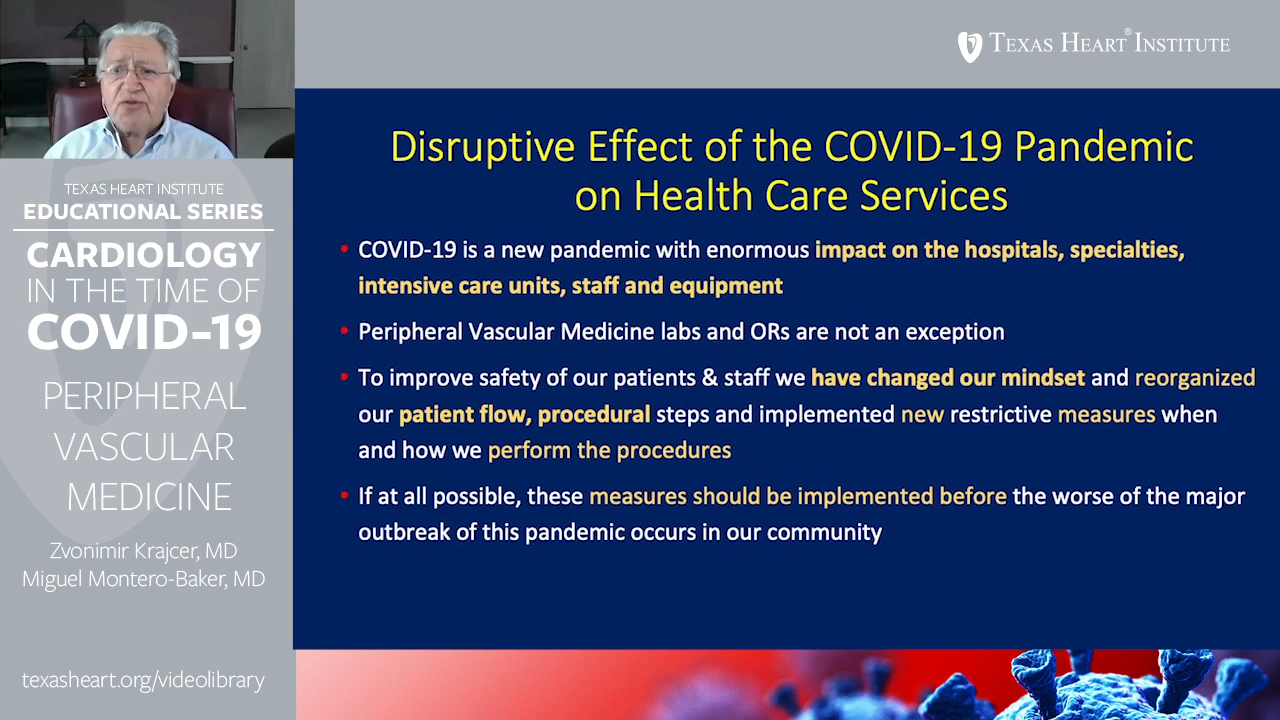 TEXAS HEART® INSTITUTE
TEXAS HEART INSTITUTE
EDUCATIONAL SERIES
CARDIOLOGY
IN THE TIME OF
COVID-19
PERIPHERAL
VASCULAR
MEDICINE
Zvonimir Krajcer, MD
Miguel Montero-Baker, MD
texasheart.org/videolibrary
Disruptive Effect of the COVID-19 Pandemic
on Health Care Services
• COVID-19 is a new pandemic with enormous impact on the hospitals, specialties,
intensive care units, staff and equipment
• Peripheral Vascular Medicine labs and ORs are not an exception
• To improve safety of our patients & staff we have changed our mindset and reorganized
our patient flow, procedural steps and implemented new restrictive measures when
and how we perform the procedures
• If at all possible, these measures should be implemented before the worse of the major
outbreak of this pandemic occurs in our community